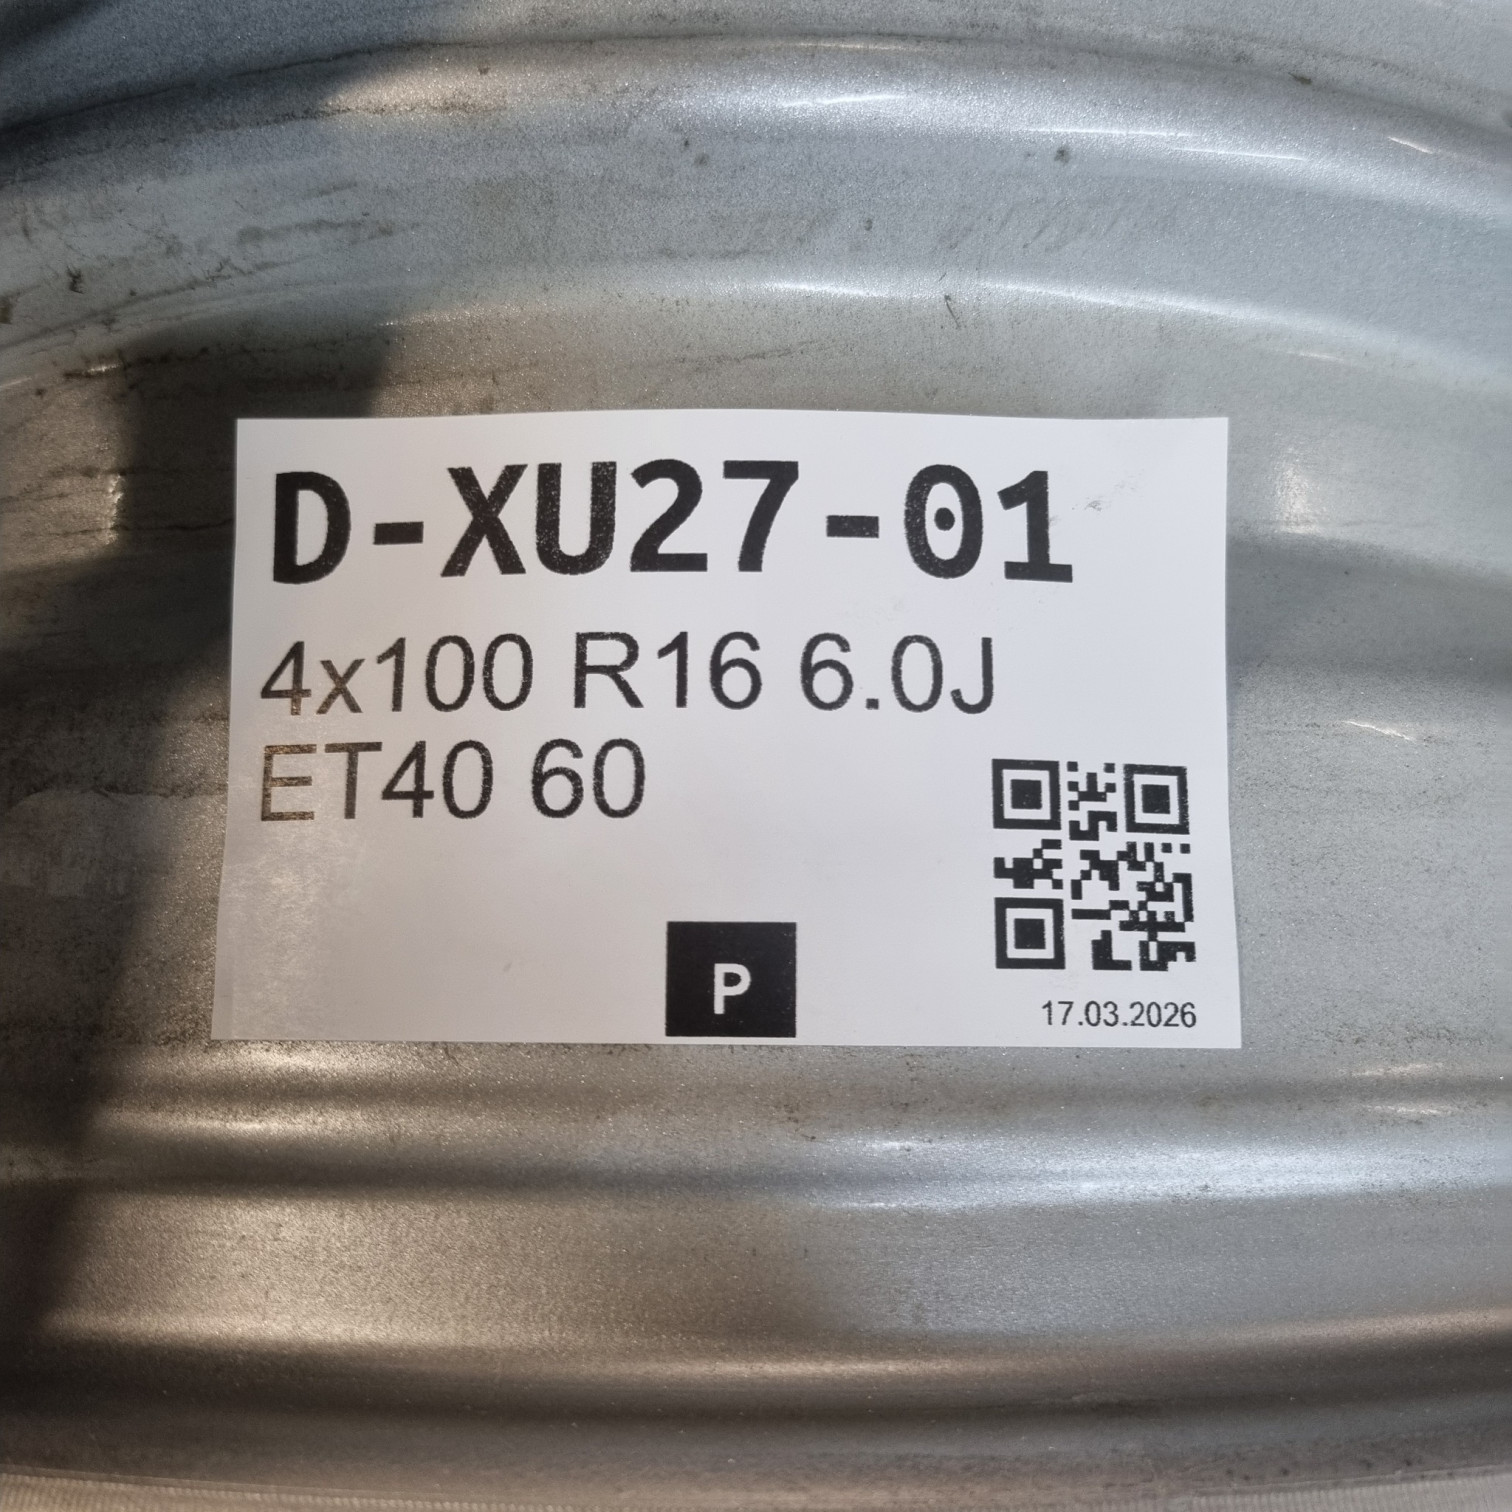 D-XU27-01
4x100 R16 6.0J
ET40 60
P
17.03.2026